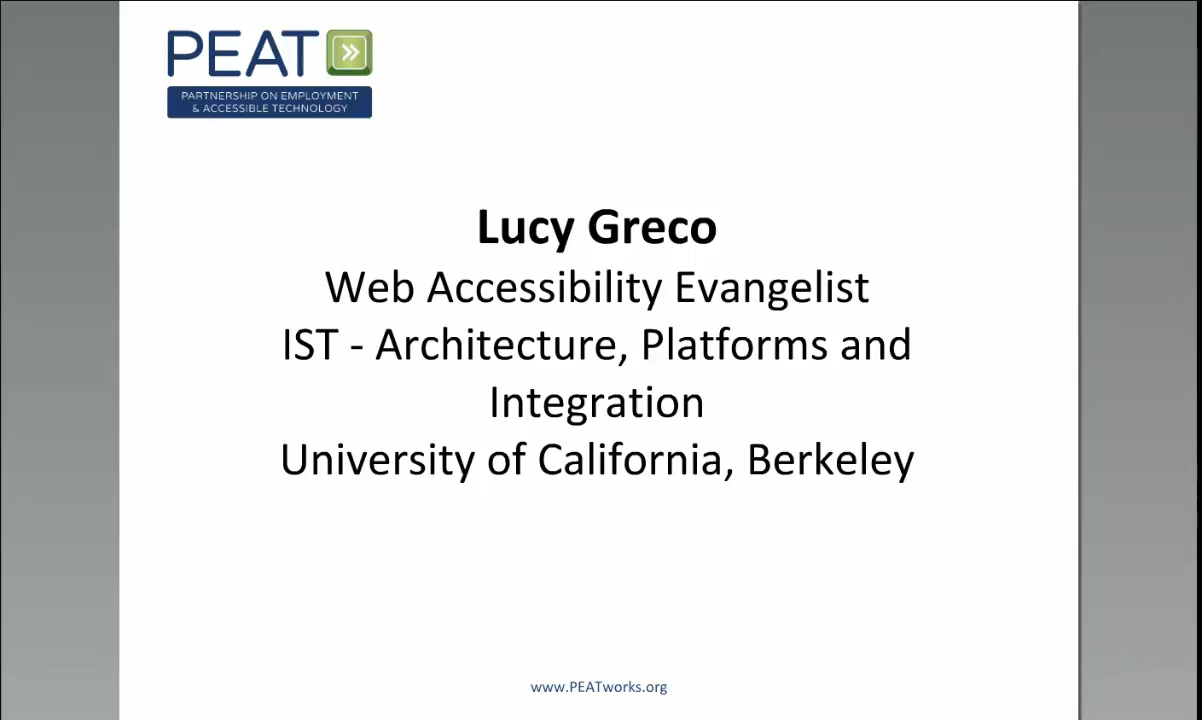 PEAT
PARTNERSHIP ON EMPLOYMENT
& ACCESSIBLE TECHNOLOGY
Lucy Greco
Web Accessibility Evangelist
IST - Architecture, Platforms and
Integration
University of California, Berkeley
www.PEATworks.org